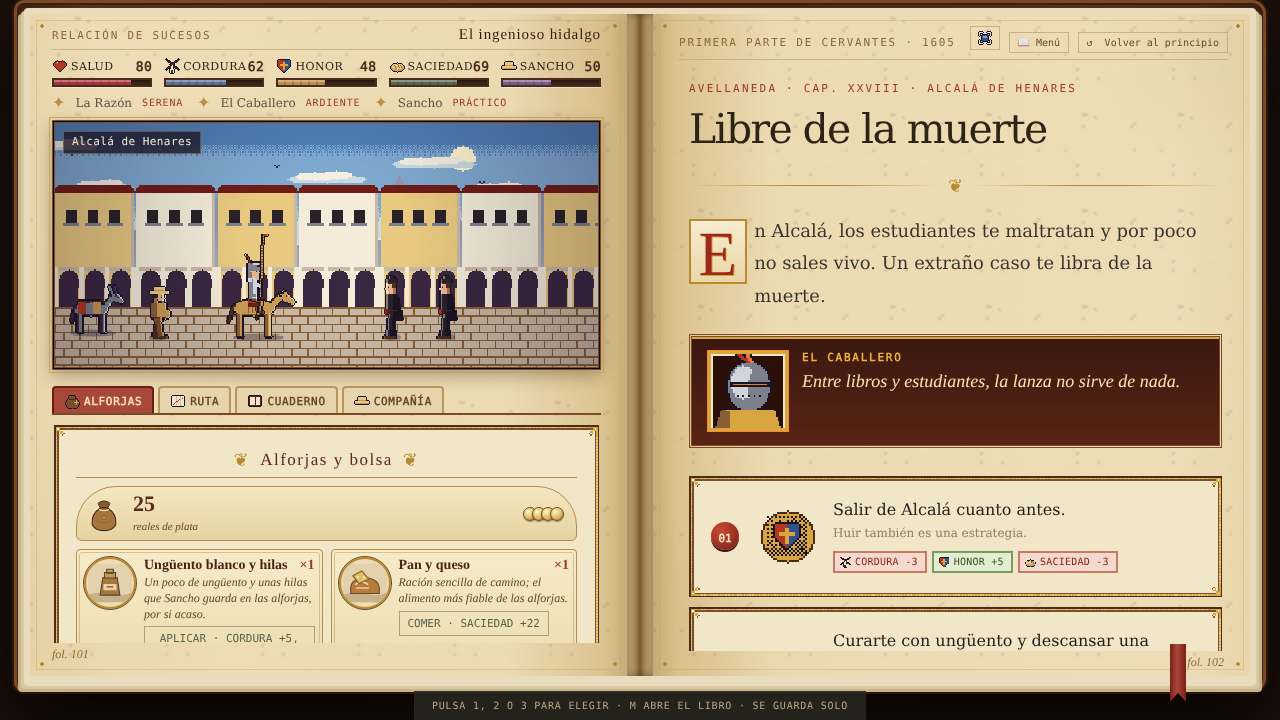 RELACIÓN DE SUCESOS
El ingenioso hidalgo
SALUD 80
CORDURA 62
HONOR 48
SACIEDAD 69
SANCHO 50
La Razón SERENA
El Caballero ARDIENTE
Sancho PRÁCTICO
Alcalá de Henares
ALFORJAS
RUTA
CUADERNO
COMPAÑÍA
Alforjas y bolsa
25
reales de plata
Ungüento blanco y hilas ×1
Un poco de ungüento y unas hilas
que Sancho guarda en las alforjas,
por si acaso.
APLICAR · CORDURA +5,
Pan y queso ×1
Ración sencilla de camino; el
alimento más fiable de las alforjas.
COMER · SACIEDAD +22
fol. 101
PRIMERA PARTE DE CERVANTES · 1605
Menú
↺ Volver al principio
AVELLANEDA · CAP. XXVIII · ALCALÁ DE HENARES
Libre de la muerte
En Alcalá, los estudiantes te maltratan y por poco
no sales vivo. Un extraño caso te libra de la
muerte.
EL CABALLERO
Entre libros y estudiantes, la lanza no sirve de nada.
01
Salir de Alcalá cuanto antes.
Huir también es una estrategia.
CORDURA -3
HONOR +5
SACIEDAD -3
Curarte con ungüento y descansar una
fol. 102
PULSA 1, 2 O 3 PARA ELEGIR · M ABRE EL LIBRO · SE GUARDA SOLO